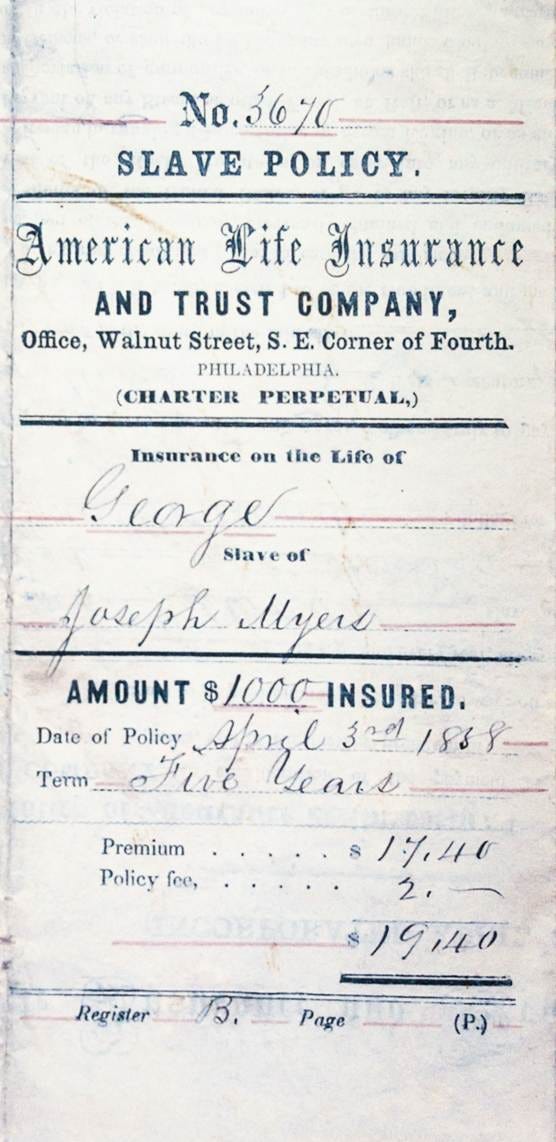 No. 3670
SLAVE POLICY.
American Life Insurance
AND TRUST COMPANY,
Office, Walnut Street, S. E. Corner of Fourth.
PHILADELPHIA.
(CHARTER PERPETUAL,)
Insurance on the Life of
George
Slave of
Joseph Myers
AMOUNT $1000 INSURED.
Date of Policy April 3rd 1858
Term Five Years
Premium . . . . . . $ 17.40
Policy fee, . . . . . . 2. —
$ 19.40
Register B. Page (P.)